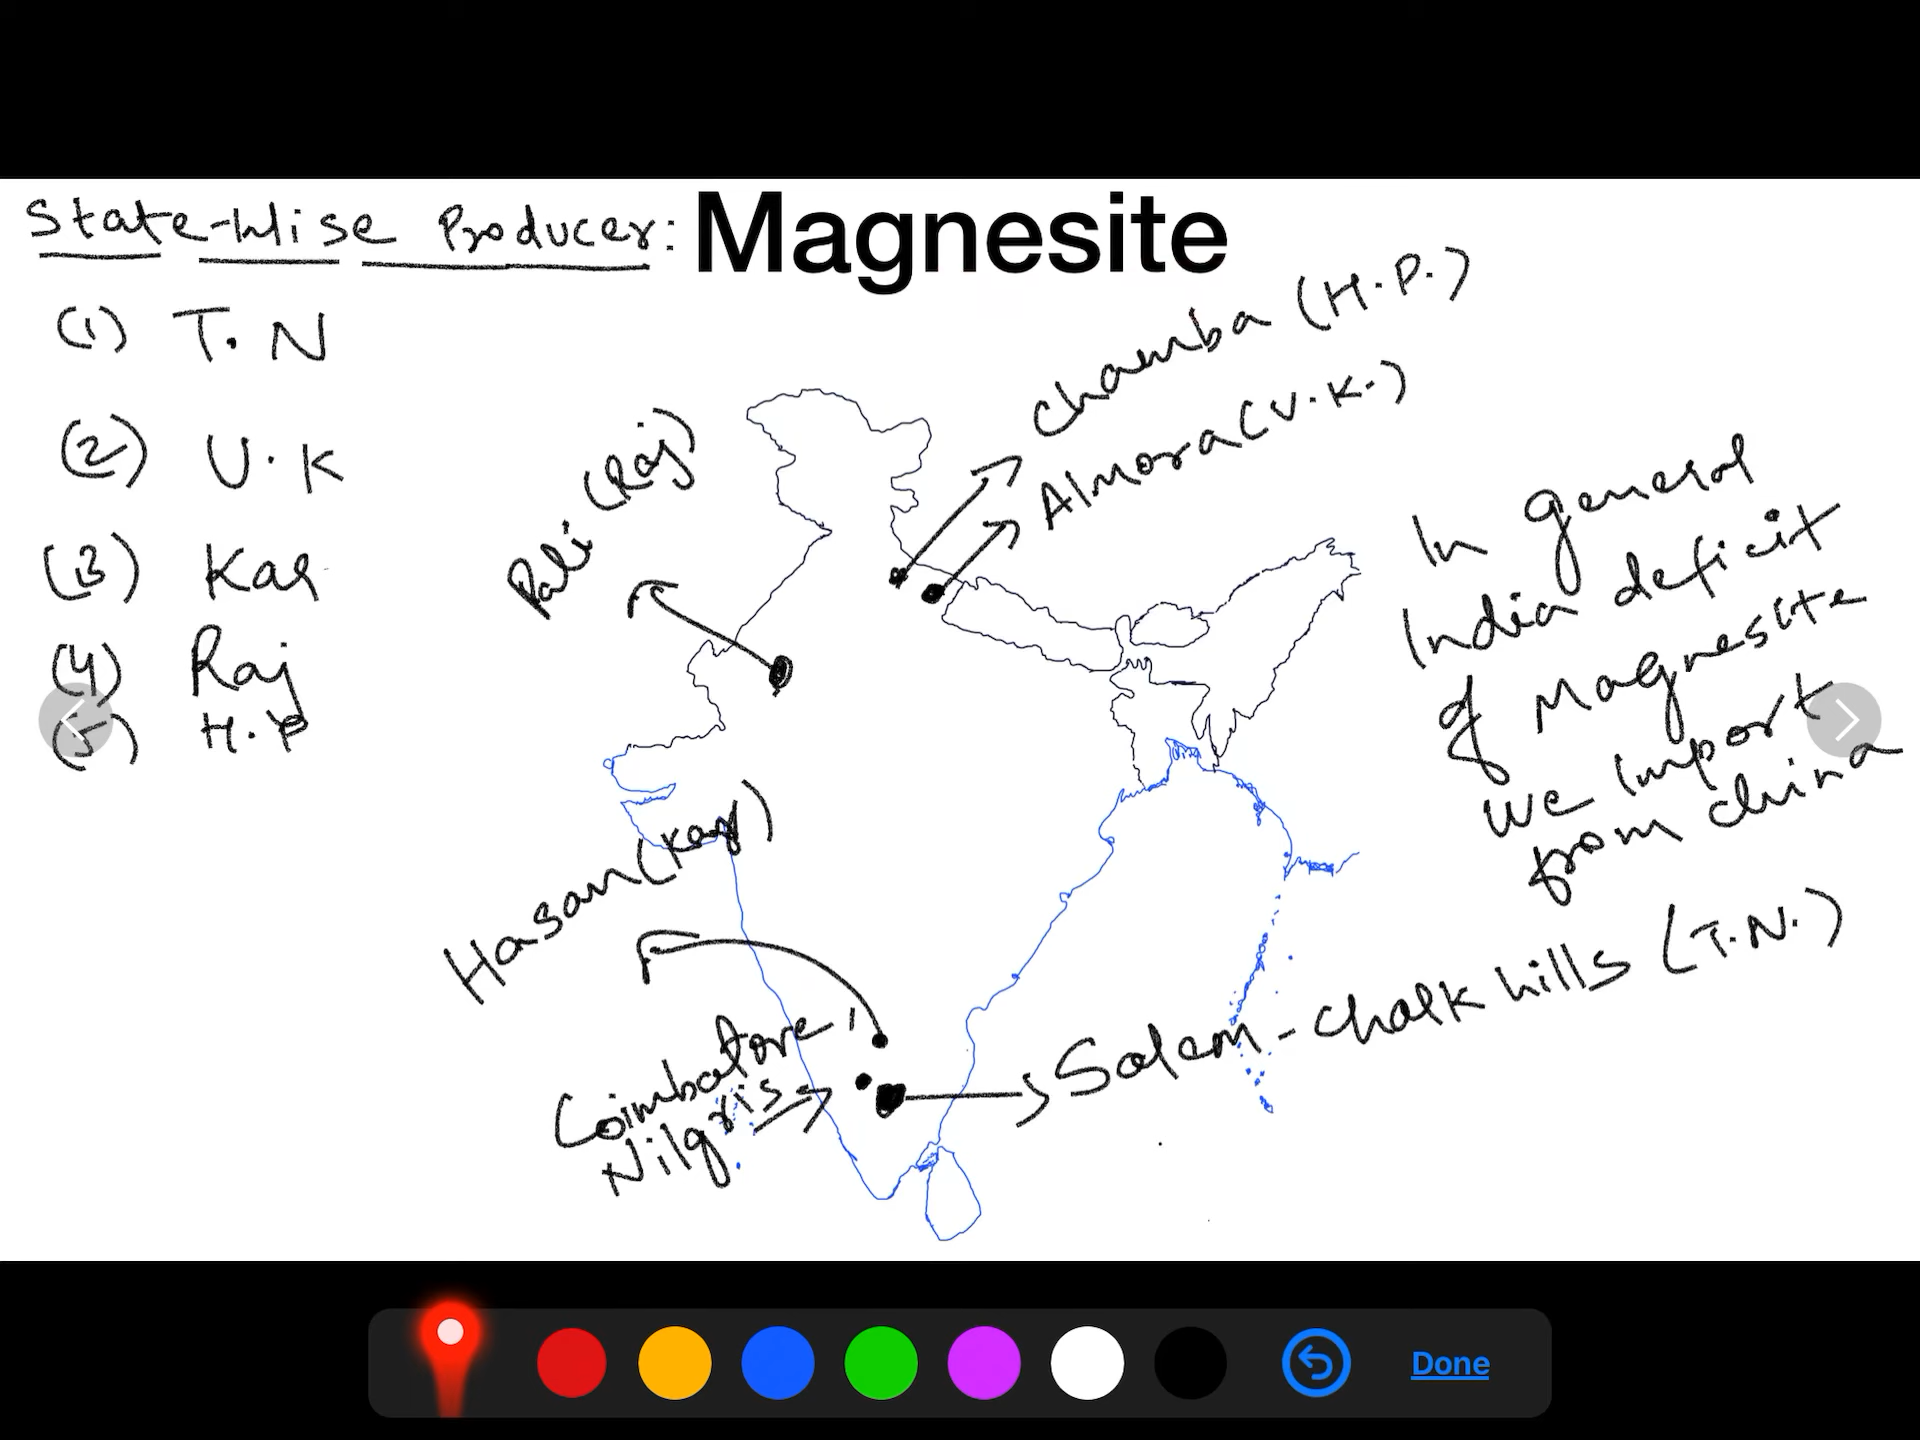 State-Wise Producer: Magnesite
(1) T.N
(2) U.K
(3) Kar
(4) Raj
(5) H.P
Chamba (H.P.)
Almora (U.K.)
Pali (Raj)
Hasan (Kar)
Coimbatore,
Nilgris
Salem - Chalk hills (T.N.)
In general
India deficit
of Magnesite
we import
from china
Done